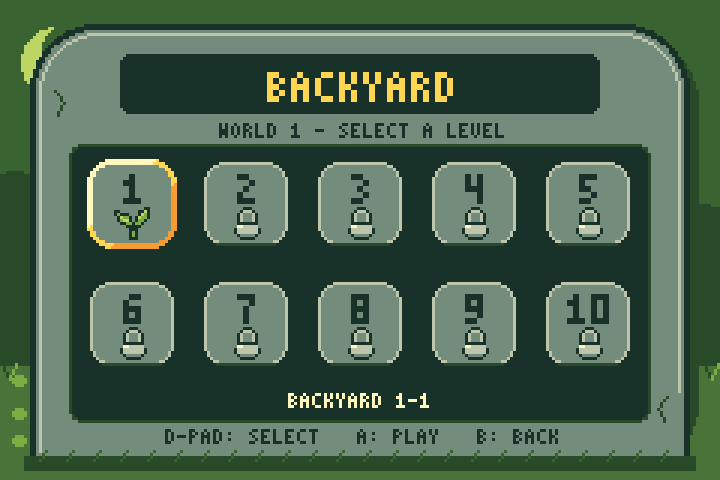 BACKYARD
WORLD 1 - SELECT A LEVEL
1 2 3 4 5
6 7 8 9 10
BACKYARD 1-1
D-PAD: SELECT A: PLAY B: BACK